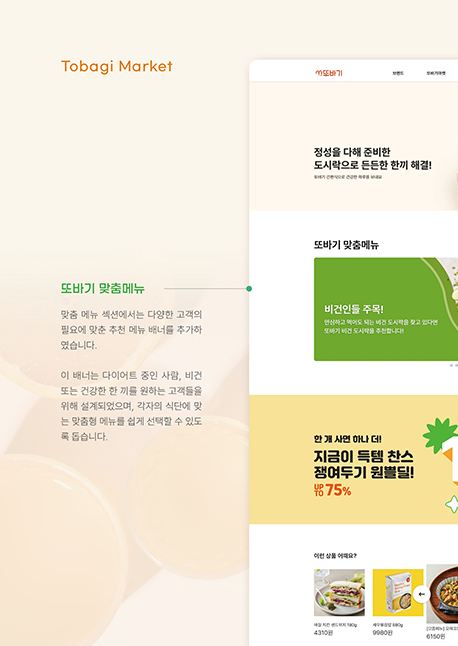 Tobagi Market
또바기
브랜드
또바기마켓
정성을 다해 준비한
도시락으로 든든한 한끼 해결!
또바기 간편식으로 건강한 하루를 보내요
또바기 맞춤메뉴
또바기 맞춤메뉴
맞춤 메뉴 섹션에서는 다양한 고객의
필요에 맞춘 추천 메뉴 배너를 추가하
였습니다.
이 배너는 다이어트 중인 사람, 비건
또는 건강한 한 끼를 원하는 고객들을
위해 설계되었으며, 각자의 식단에 맞
는 맞춤형 메뉴를 쉽게 선택할 수 있도
록 돕습니다.
비건인들 주목!
안심하고 먹어도 되는 비건 도시락을 찾고 있다면
또바기 비건 도시락을 추천합니다!
한 개 사면 하나 더!
지금이 득템 찬스
쟁여두기 원쁠딜!
UP TO 75%
이런 상품 어때요?
치킨 샌드위치 180g
4310원
새우볶음밥 680g
9980원
6150원